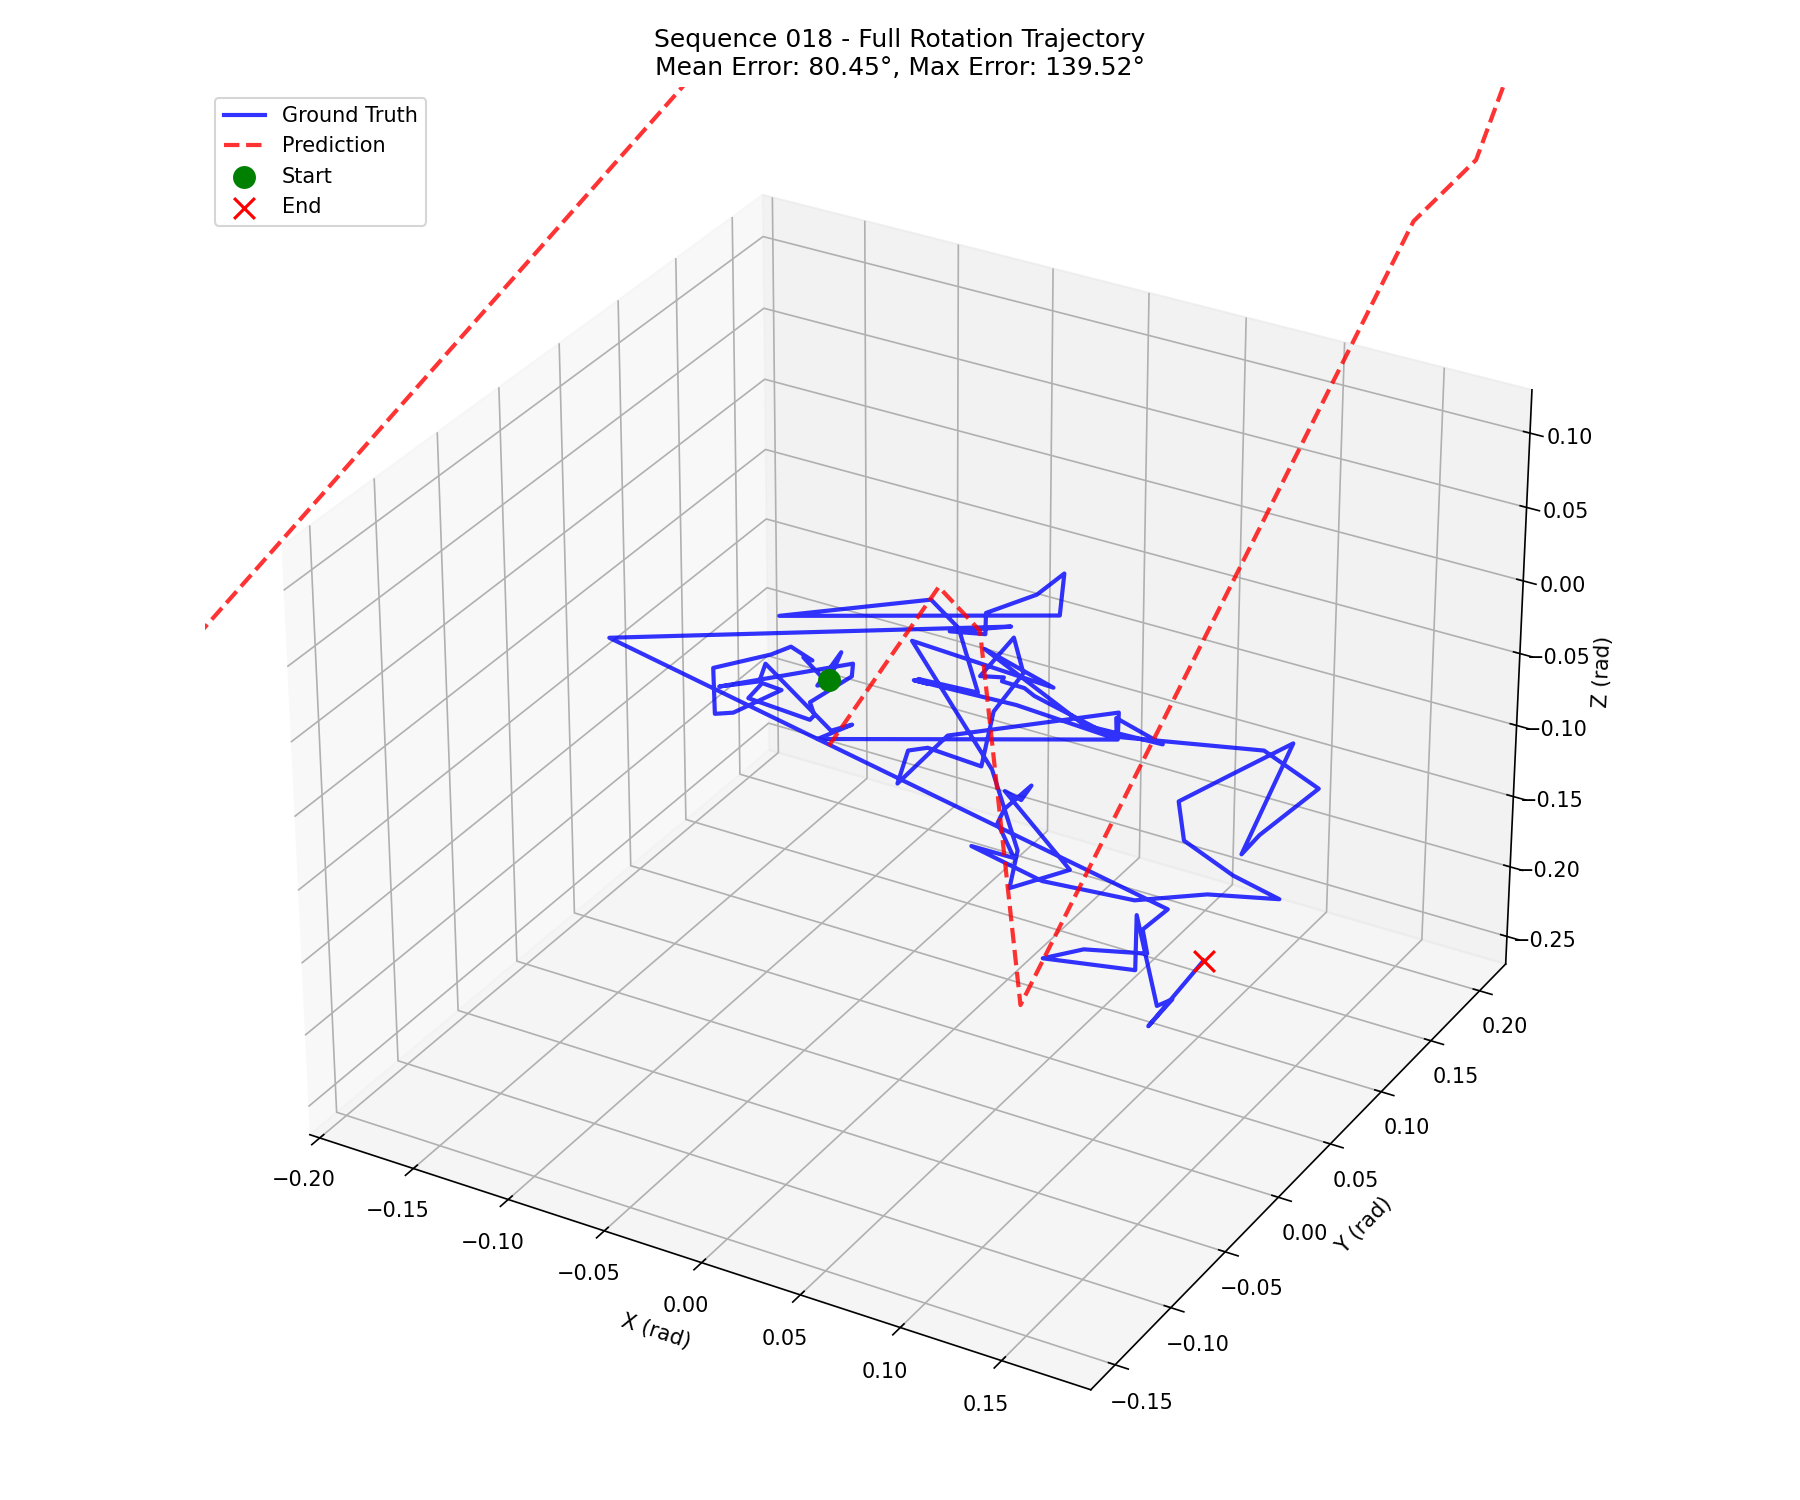 Sequence 018 - Full Rotation Trajectory
Mean Error: 80.45°, Max Error: 139.52°
Ground Truth
Prediction
Start
End
0.10
0.05
0.00
−0.05
−0.10
−0.15
−0.20
−0.25
Z (rad)
0.20
0.15
0.10
0.05
0.00
−0.05
−0.10
−0.15
Y (rad)
−0.20
−0.15
−0.10
−0.05
0.00
0.05
0.10
0.15
X (rad)